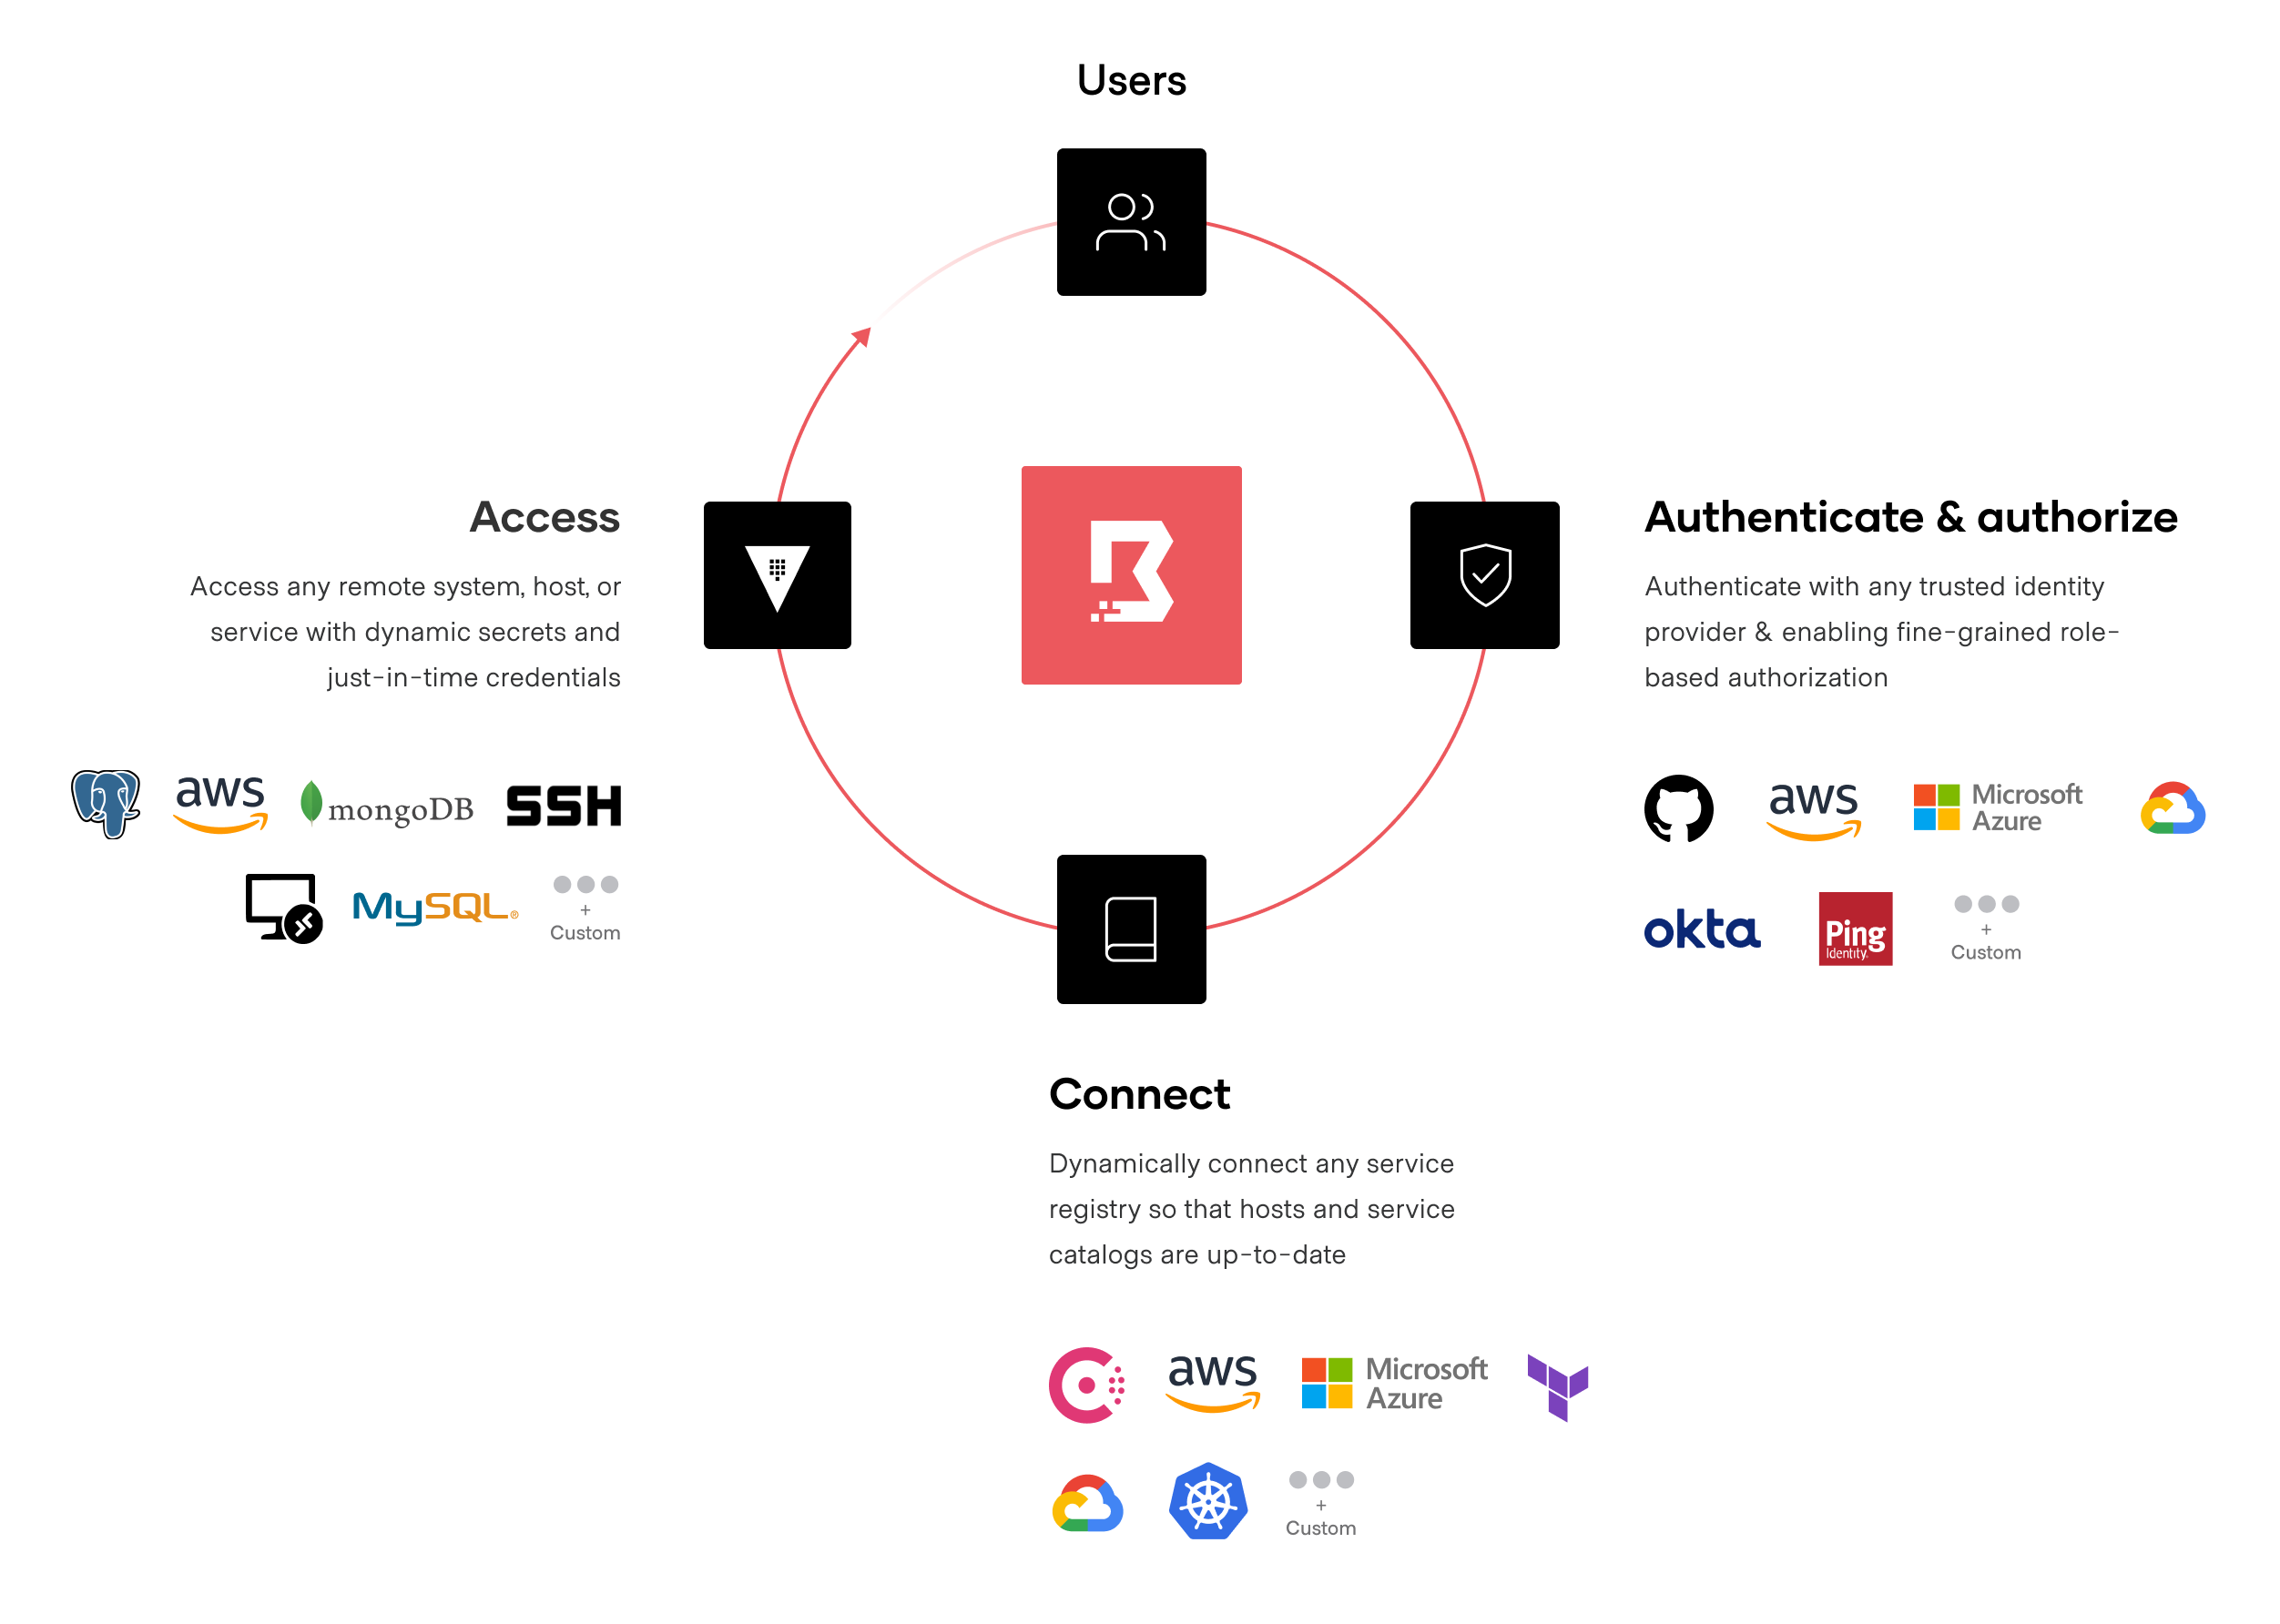 Users
Access
Access any remote system, host, or
service with dynamic secrets and
just-in-time credentials
aws
mongoDB
SSH
MySQL®
+
Custom
Authenticate & authorize
Authenticate with any trusted identity
provider & enabling fine-grained role-
based authorization
aws
Microsoft
Azure
okta
Ping
Identity
+
Custom
Connect
Dynamically connect any service
registry so that hosts and service
catalogs are up-to-date
aws
Microsoft
Azure
+
Custom